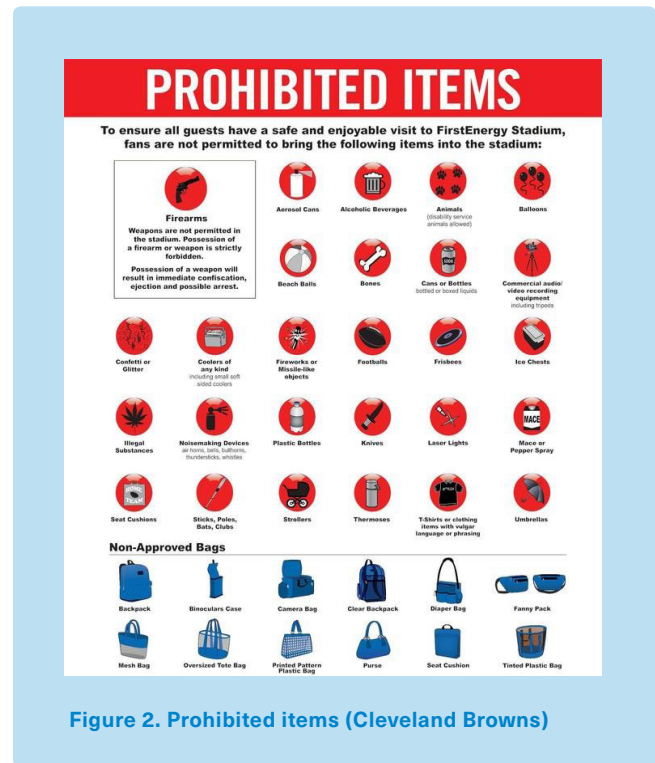 PROHIBITED ITEMS
To ensure all guests have a safe and enjoyable visit to FirstEnergy Stadium,
fans are not permitted to bring the following items into the stadium:
Firearms
Weapons are not permitted in
the stadium. Possession of
a firearm or weapon is strictly
forbidden.
Possession of a weapon will
result in immediate confiscation,
ejection and possible arrest.
Aerosol Cans
Alcoholic Beverages
Animals
(disability service
animals allowed)
Balloons
Beach Balls
Bones
SODA
Cans or Bottles
bottled or boxed liquids
Commercial audio/
video recording
equipment
including tripods
Confetti or
Glitter
Coolers of
any kind
including small soft
sided coolers
Fireworks or
Missile-like
objects
Footballs
Frisbees
Ice Chests
Illegal
Substances
Noisemaking Devices
air horns, bells, bullhorns,
thundersticks, whistles
Plastic Bottles
Knives
Laser Lights
MACE
Mace or
Pepper Spray
HOME
TEAM
Seat Cushions
Sticks, Poles,
Bats, Clubs
Strollers
Thermoses
T-Shirts or clothing
items with vulgar
language or phrasing
Umbrellas
Non-Approved Bags
Backpack
Binoculars Case
Camera Bag
Clear Backpack
Diaper Bag
Fanny Pack
Mesh Bag
Oversized Tote Bag
Printed Pattern
Plastic Bag
Purse
Seat Cushion
Tinted Plastic Bag
Figure 2. Prohibited items (Cleveland Browns)